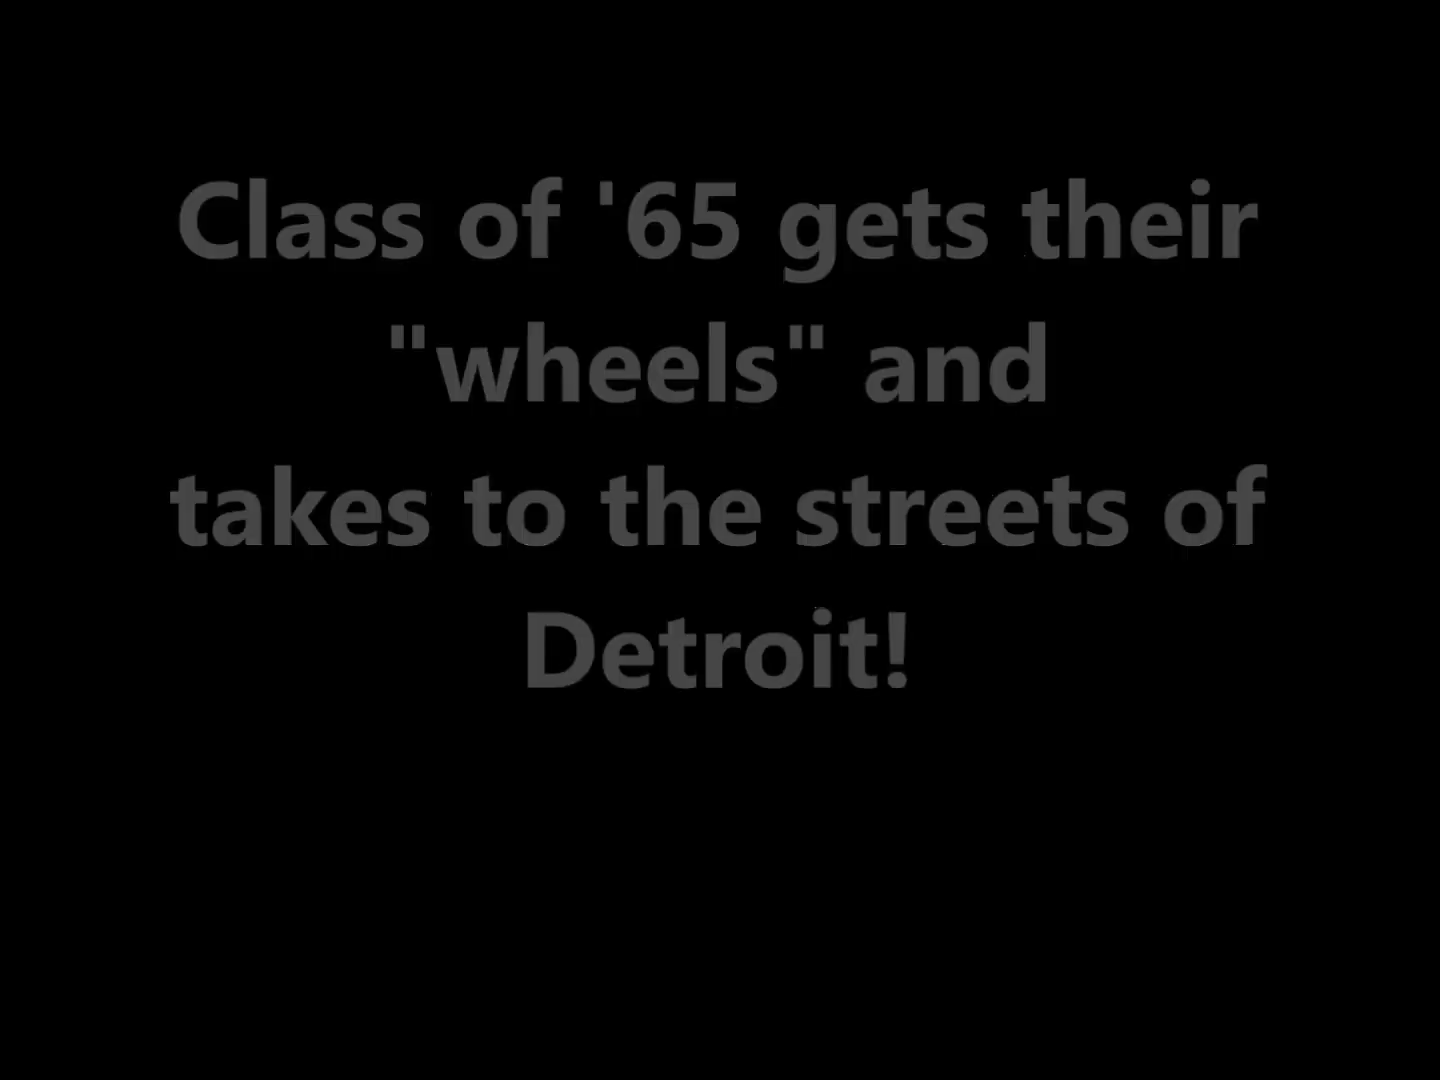 Class of '65 gets their
"wheels" and
takes to the streets of
Detroit!